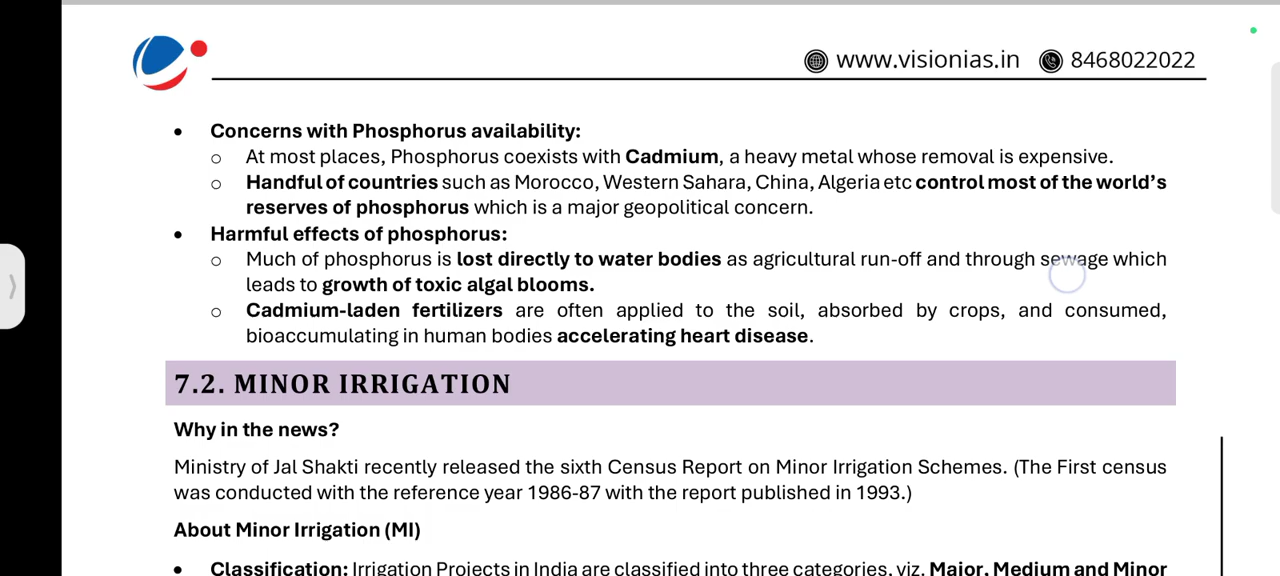 www.visionias.in 8468022022
• Concerns with Phosphorus availability:
o At most places, Phosphorus coexists with Cadmium, a heavy metal whose removal is expensive.
o Handful of countries such as Morocco, Western Sahara, China, Algeria etc control most of the world's
reserves of phosphorus which is a major geopolitical concern.
• Harmful effects of phosphorus:
o Much of phosphorus is lost directly to water bodies as agricultural run-off and through sewage which
leads to growth of toxic algal blooms.
o Cadmium-laden fertilizers are often applied to the soil, absorbed by crops, and consumed,
bioaccumulating in human bodies accelerating heart disease.
7.2. MINOR IRRIGATION
Why in the news?
Ministry of Jal Shakti recently released the sixth Census Report on Minor Irrigation Schemes. (The First census
was conducted with the reference year 1986-87 with the report published in 1993.)
About Minor Irrigation (MI)
• Classification: Irrigation Projects in India are classified into three categories, viz. Major, Medium and Minor